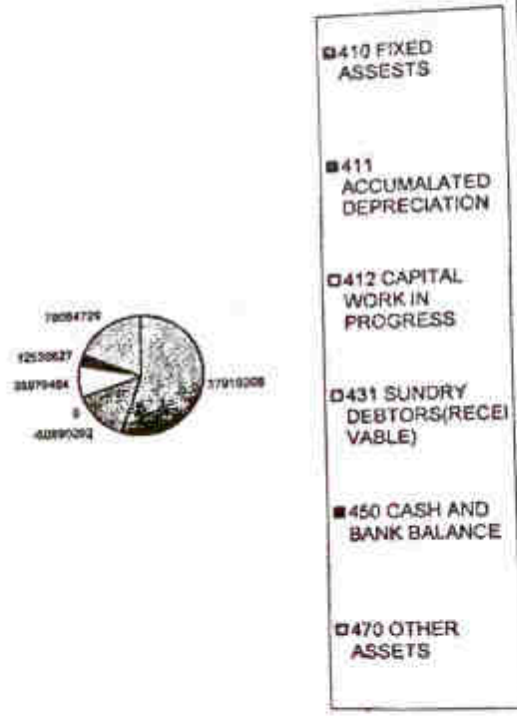 410 FIXED
ASSESTS
411
ACCUMALATED
DEPRECIATION
412 CAPITAL
WORK IN
PROGRESS
431 SUNDRY
DEBTORS(RECEI
VABLE)
450 CASH AND
BANK BALANCE
470 OTHER
ASSETS
0